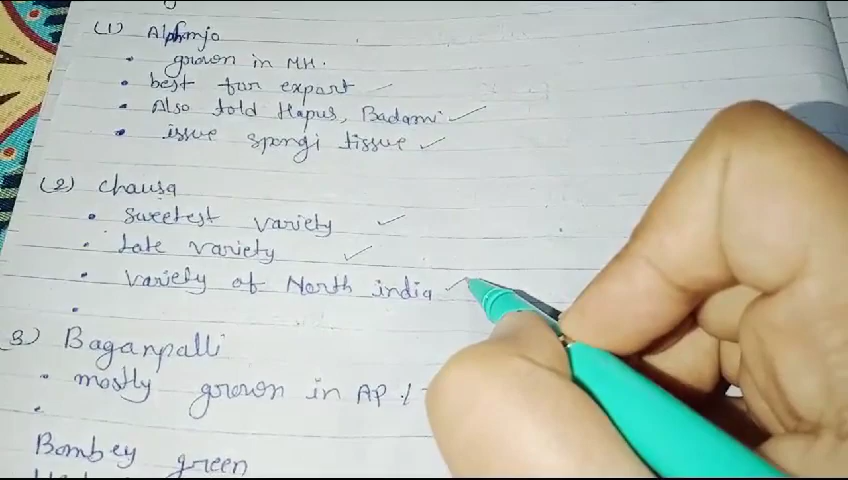 (1) Alphonjo
• grown in MH.
• best for export
• Also told Hapus, Badami
• issue spongi tissue
(2) chausa
• sweetest variety
• Late variety
• Variety of North india
•
3) Baganpalli
• mostly grown in AP.
•
Bombey green